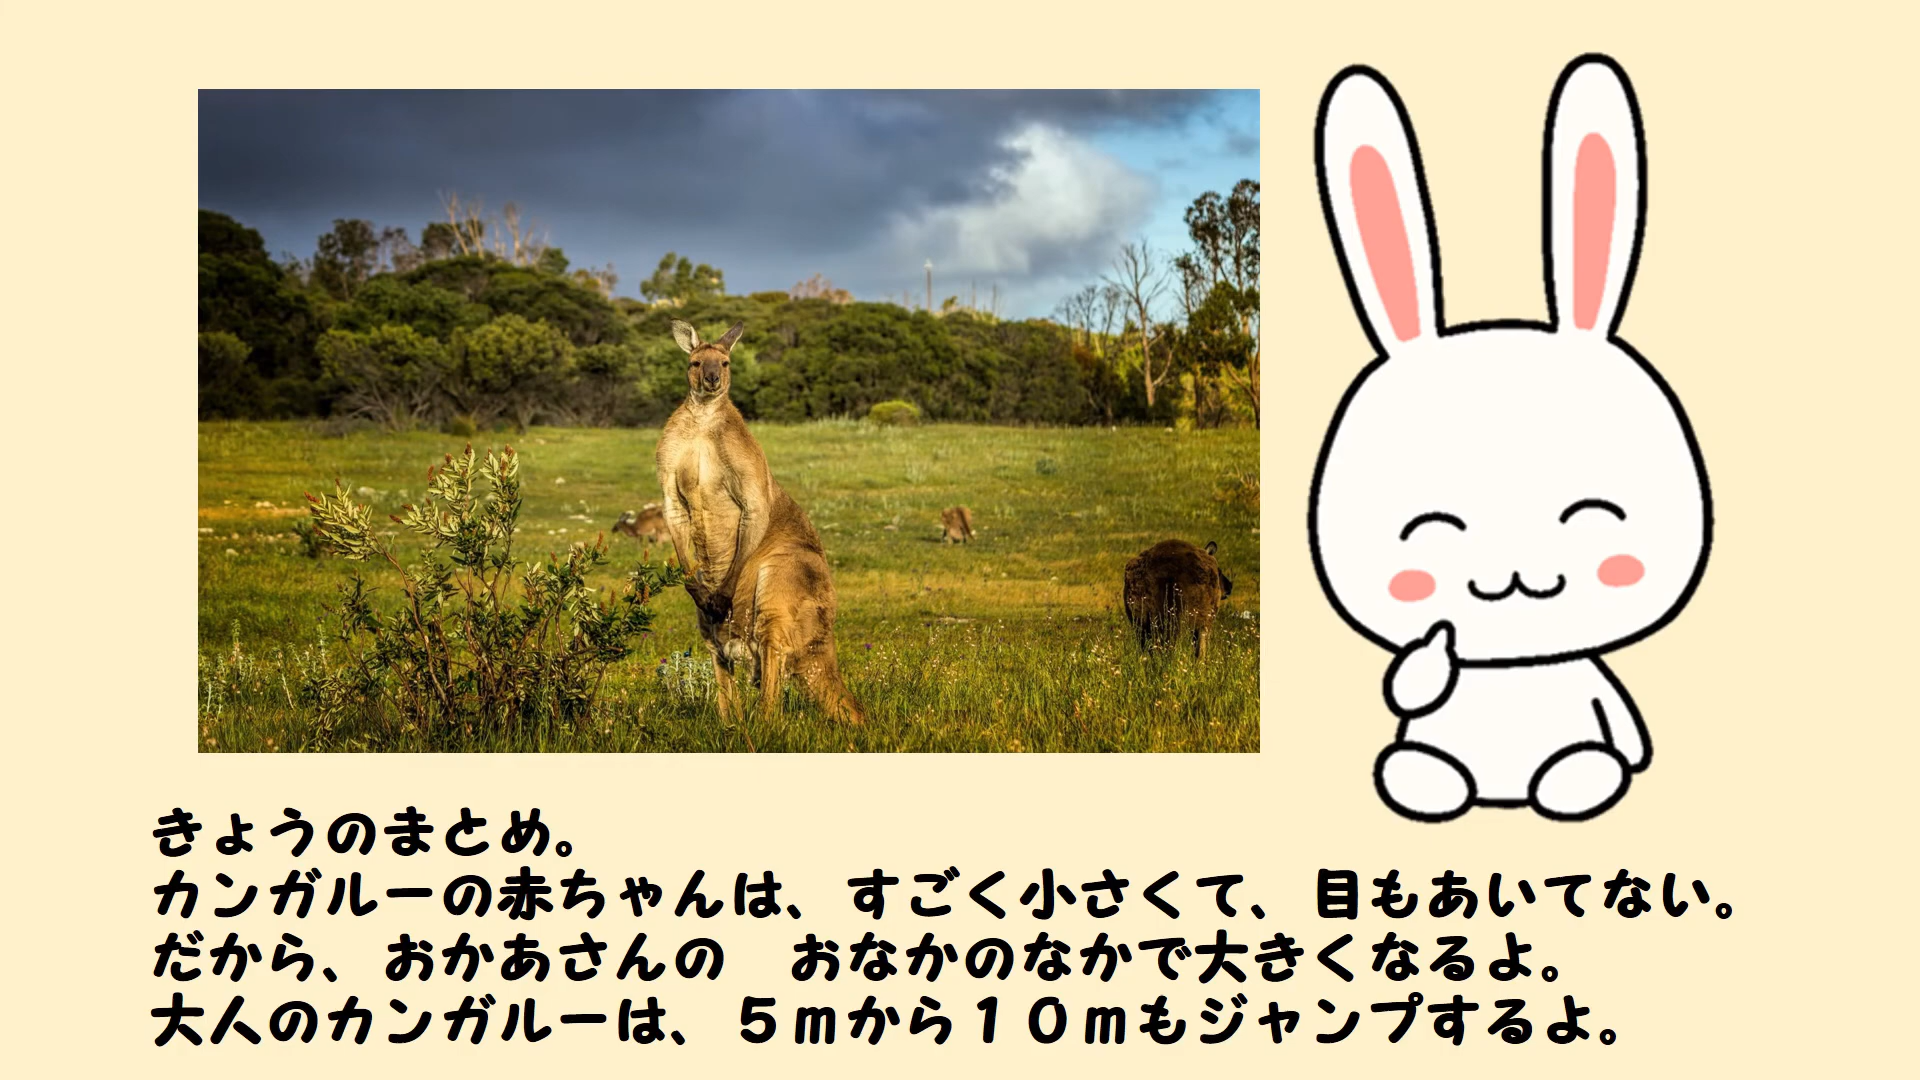 きょうのまとめ。
カンガルーの赤ちゃんは、すごく小さくて、目もあいてない。
だから、おかあさんの　おなかのなかで大きくなるよ。
大人のカンガルーは、５ｍから１０ｍもジャンプするよ。